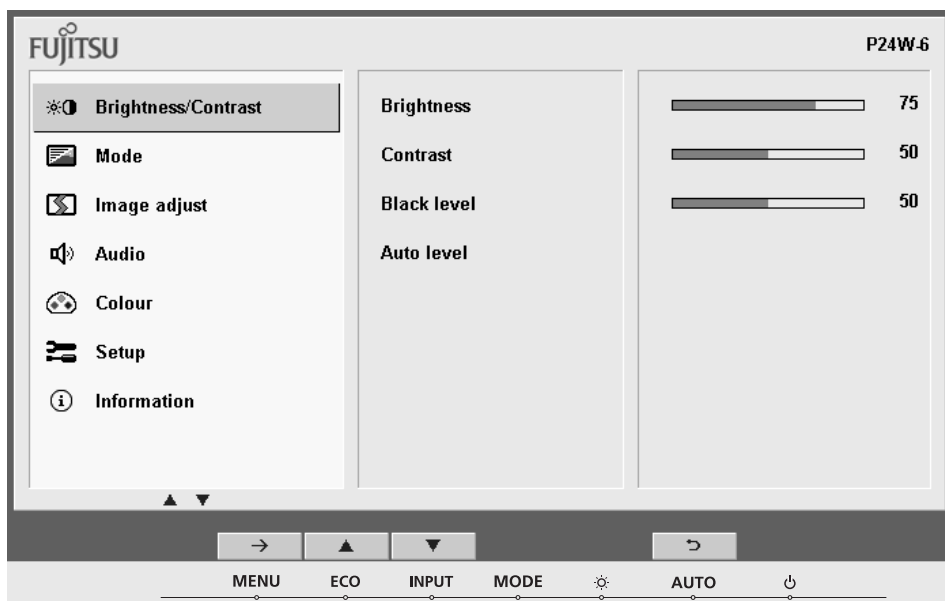 FUJITSU
P24W-6
Brightness/Contrast
Mode
Image adjust
Audio
Colour
Setup
Information
Brightness 75
Contrast 50
Black level 50
Auto level
MENU ECO INPUT MODE AUTO